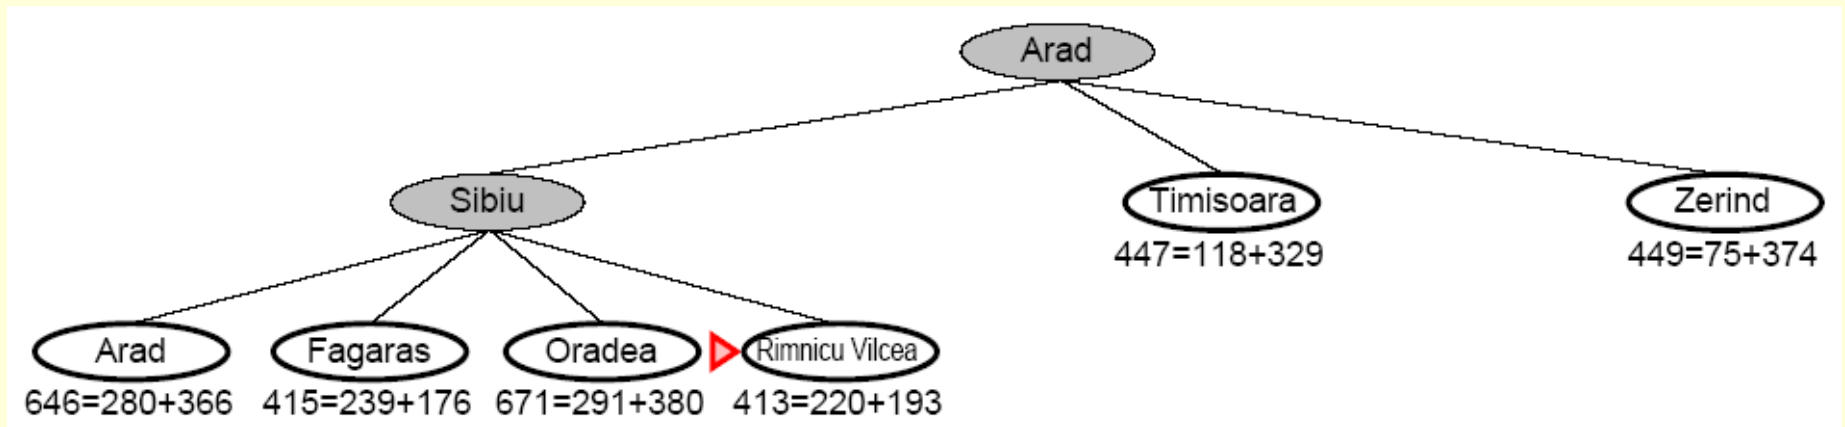 Arad
Sibiu Timisoara Zerind
447=118+329 449=75+374
Arad Fagaras Oradea Rimnicu Vilcea
646=280+366 415=239+176 671=291+380 413=220+193